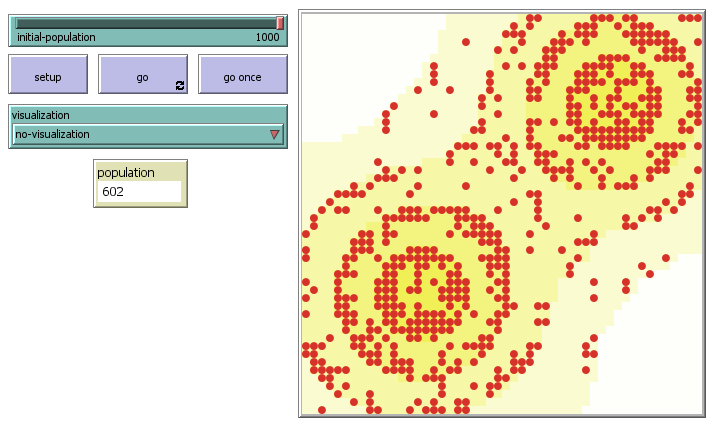 initial-population 1000
setup go go once
visualization
no-visualization
population
602